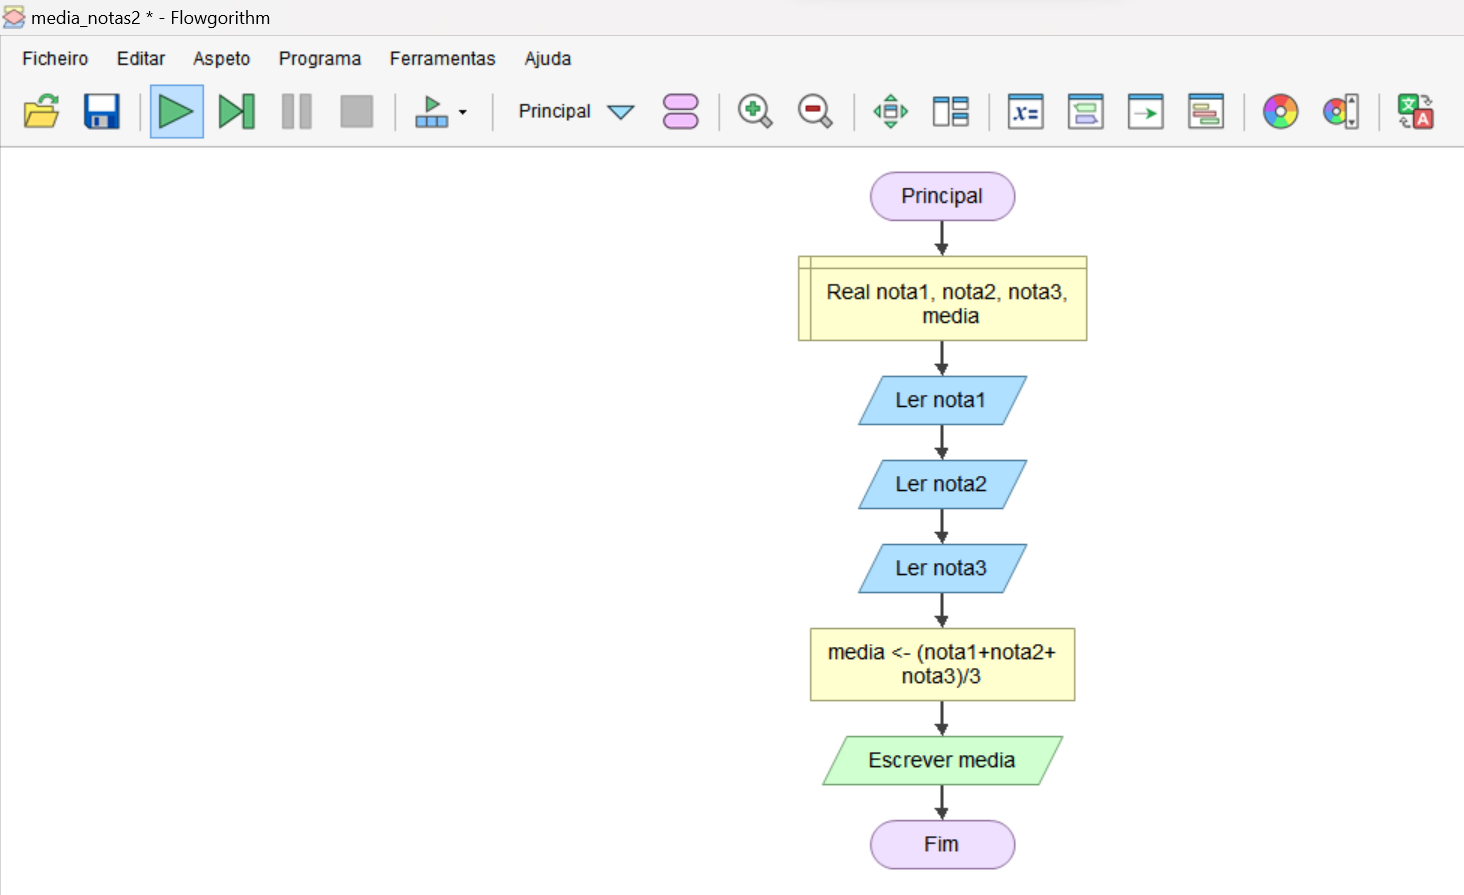 media_notas2 * - Flowgorithm
Ficheiro Editar Aspeto Programa Ferramentas Ajuda
Principal
x=
文 A
Principal
Real nota1, nota2, nota3,
media
Ler nota1
Ler nota2
Ler nota3
media <- (nota1+nota2+
nota3)/3
Escrever media
Fim